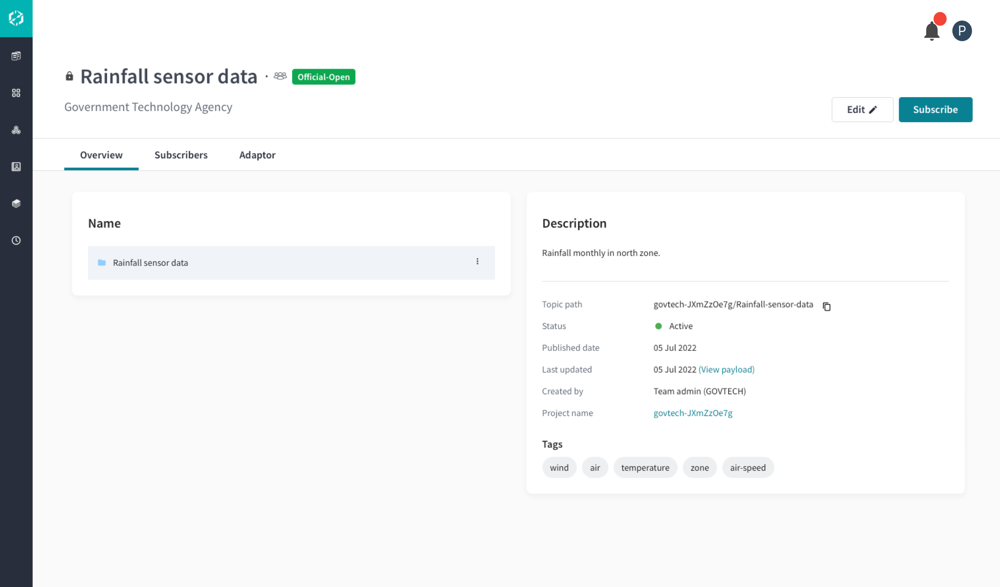 P
Rainfall sensor data · Official-Open
Government Technology Agency
Edit
Subscribe
Overview
Subscribers
Adaptor
Name
Rainfall sensor data
Description
Rainfall monthly in north zone.
Topic path govtech-JXmZzOe7g/Rainfall-sensor-data
Status Active
Published date 05 Jul 2022
Last updated 05 Jul 2022 (View payload)
Created by Team admin (GOVTECH)
Project name govtech-JXmZzOe7g
Tags
wind air temperature zone air-speed